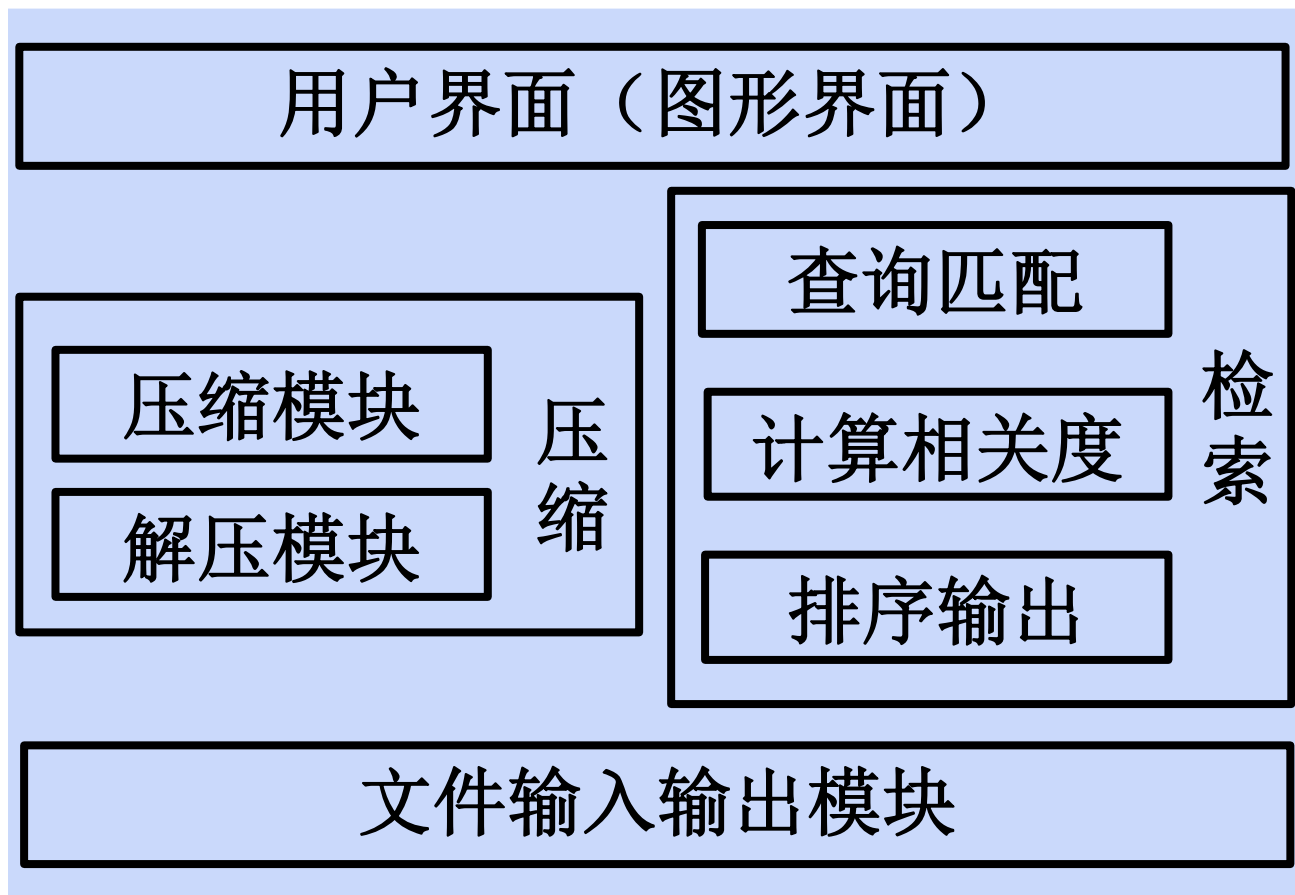 用户界面（图形界面）
压缩模块
解压模块
压缩
查询匹配
计算相关度
排序输出
检索
文件输入输出模块